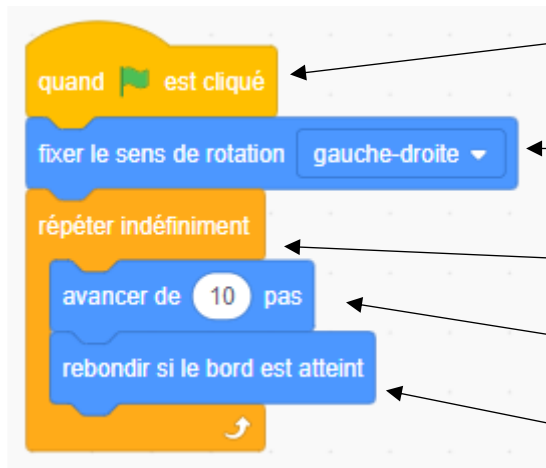 quand est cliqué
fixer le sens de rotation gauche-droite
répéter indéfiniment
avancer de 10 pas
rebondir si le bord est atteint